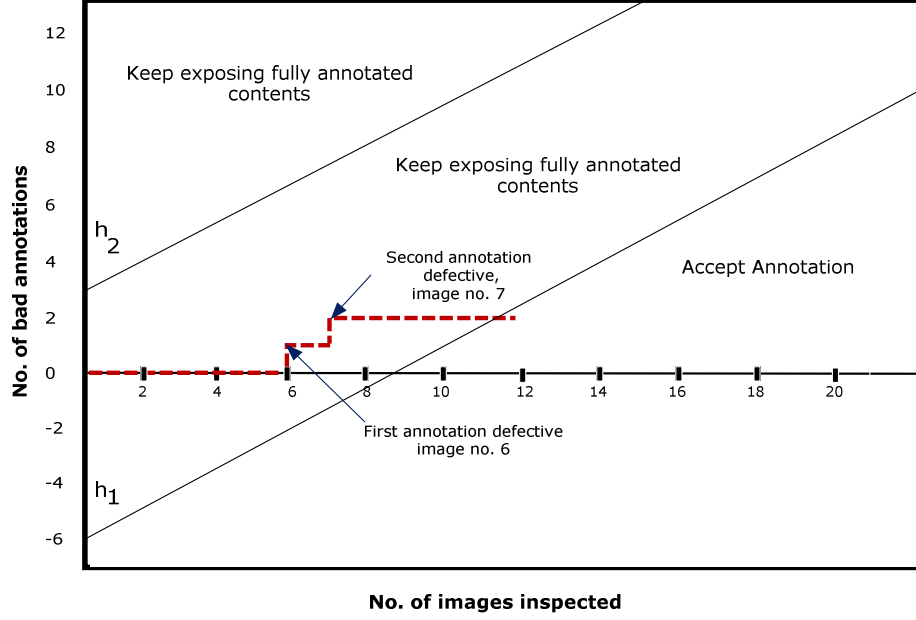 12
10
8
6
4
2
0
-2
-4
-6
No. of bad annotations
Keep exposing fully annotated
contents
h2
Keep exposing fully annotated
contents
Second annotation
defective,
image no. 7
Accept Annotation
2 4 6 8 10 12 14 16 18 20
First annotation defective
image no. 6
h1
No. of images inspected